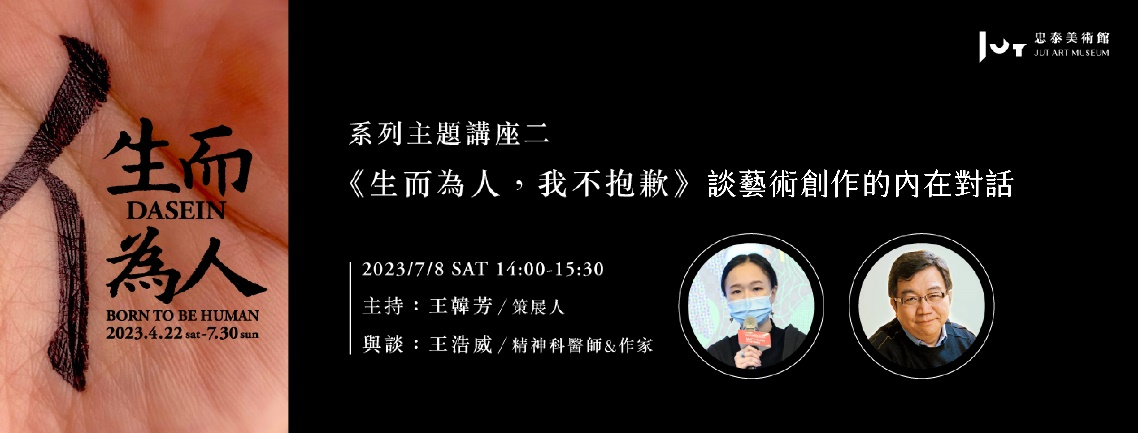 生而
DASEIN
為人
BORN TO BE HUMAN
2023.4.22 sat-7.30 sun
JUT 忠泰美術館
JUT ART MUSEUM
系列主題講座二
《生而為人,我不抱歉》談藝術創作的內在對話
2023/7/8 SAT 14:00-15:30
主持:王韓芳/策展人
與談:王浩威/精神科醫師&作家